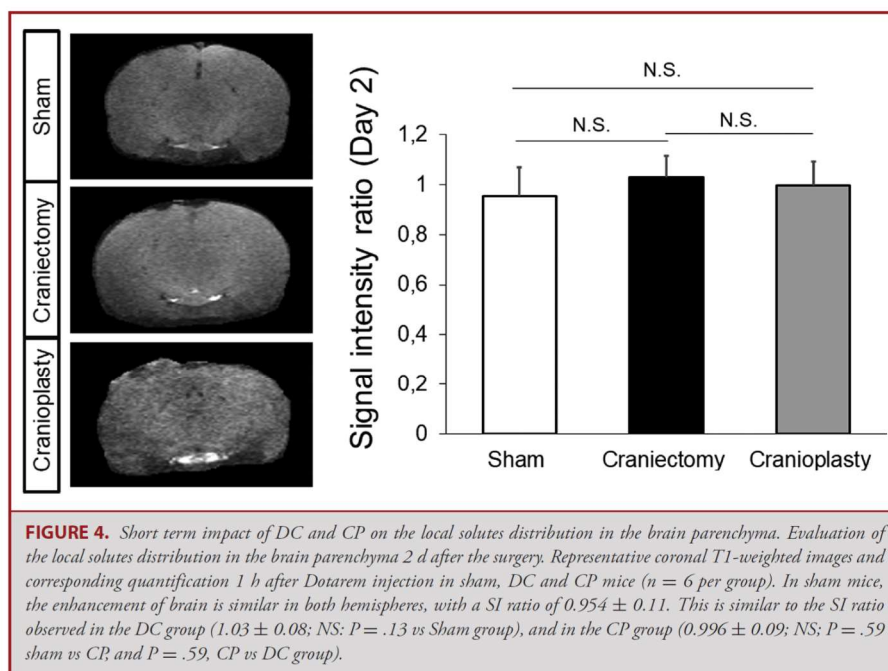 Sham
Craniectomy
Cranioplasty
Signal intensity ratio (Day 2)
N.S.
N.S.
N.S.
1,2
1
0,8
0,6
0,4
0,2
0
Sham
Craniectomy
Cranioplasty
FIGURE 4. Short term impact of DC and CP on the local solutes distribution in the brain parenchyma. Evaluation of
the local solutes distribution in the brain parenchyma 2 d after the surgery. Representative coronal T1-weighted images and
corresponding quantification 1 h after Dotarem injection in sham, DC and CP mice (n = 6 per group). In sham mice,
the enhancement of brain is similar in both hemispheres, with a SI ratio of 0.954 ± 0.11. This is similar to the SI ratio
observed in the DC group (1.03 ± 0.08; NS: P = .13 vs Sham group), and in the CP group (0.996 ± 0.09; NS; P = .59
sham vs CP, and P = .59, CP vs DC group).